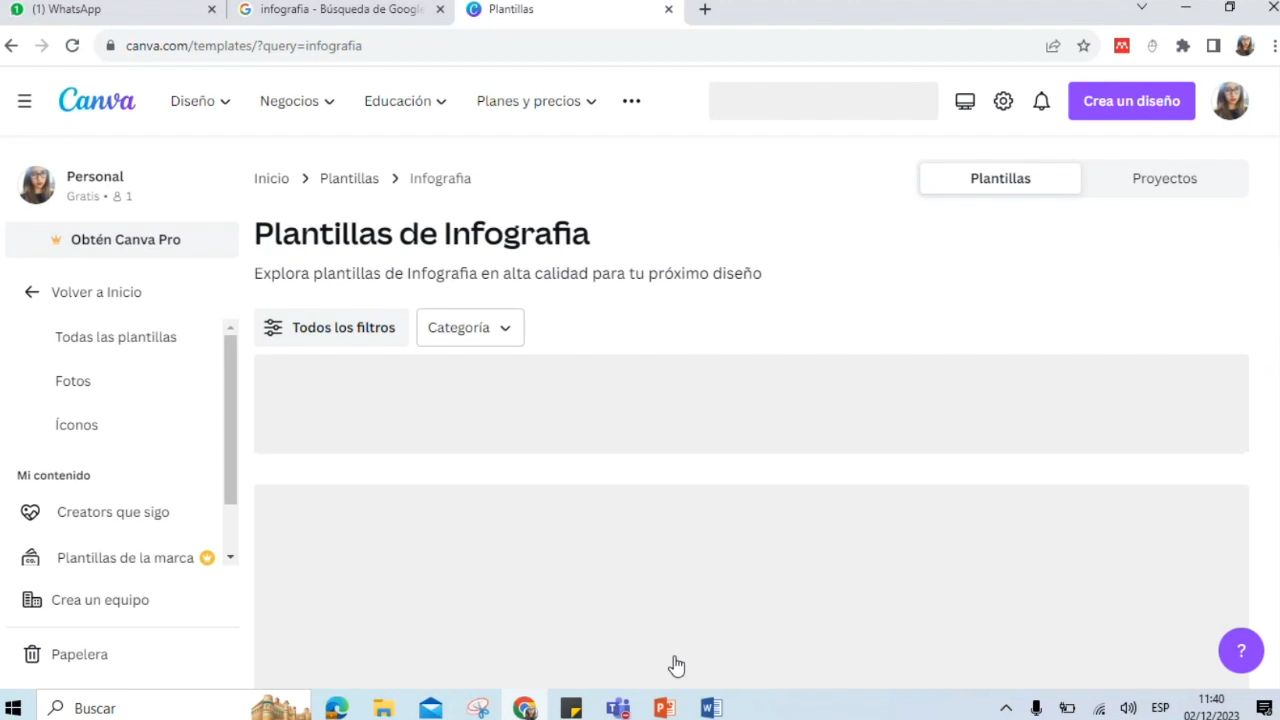 (1) WhatsApp
infografia - Búsqueda de Google
Plantillas
canva.com/templates/?query=infografia
Canva
Diseño
Negocios
Educación
Planes y precios
Crea un diseño
Personal
Gratis • 1
Obtén Canva Pro
Volver a Inicio
Todas las plantillas
Fotos
Íconos
Mi contenido
Creators que sigo
CO.
Plantillas de la marca
Crea un equipo
Papelera
Inicio > Plantillas > Infografia
Plantillas
Proyectos
Plantillas de Infografia
Explora plantillas de Infografia en alta calidad para tu próximo diseño
Todos los filtros
Categoría
?
Buscar
ESP
11:40
02/12/2023